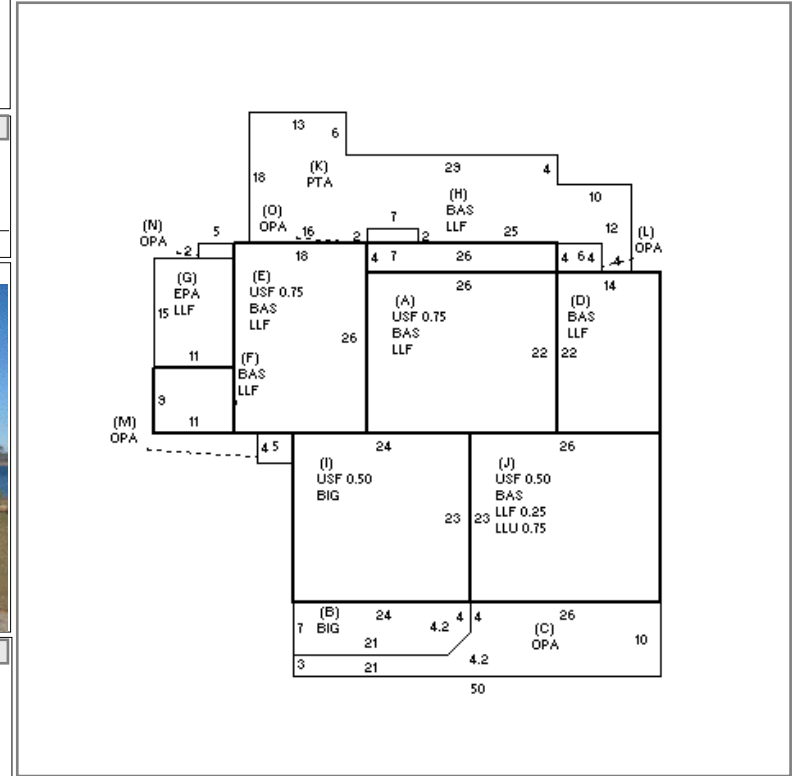 13
6
(K)
PTA
18
29
4
(H)
BAS
LLF
10
12
(L)
OPA
(N)
OPA
5
2
(O)
OPA
16
2
7
2
25
4
18
4
7
26
4
6
4
(G)
EPA
LLF
15
11
(E)
USF 0.75
BAS
LLF
26
(F)
BAS
LLF
26
(A)
USF 0.75
BAS
LLF
22
14
(D)
BAS
LLF
22
9
11
(M)
OPA
4 5
24
(I)
USF 0.50
BIG
23
26
(J)
USF 0.50
BAS
LLF 0.25
LLU 0.75
23
(B)
BIG
24
4
7
4.2
21
4
26
(C)
OPA
10
3
21
4.2
50